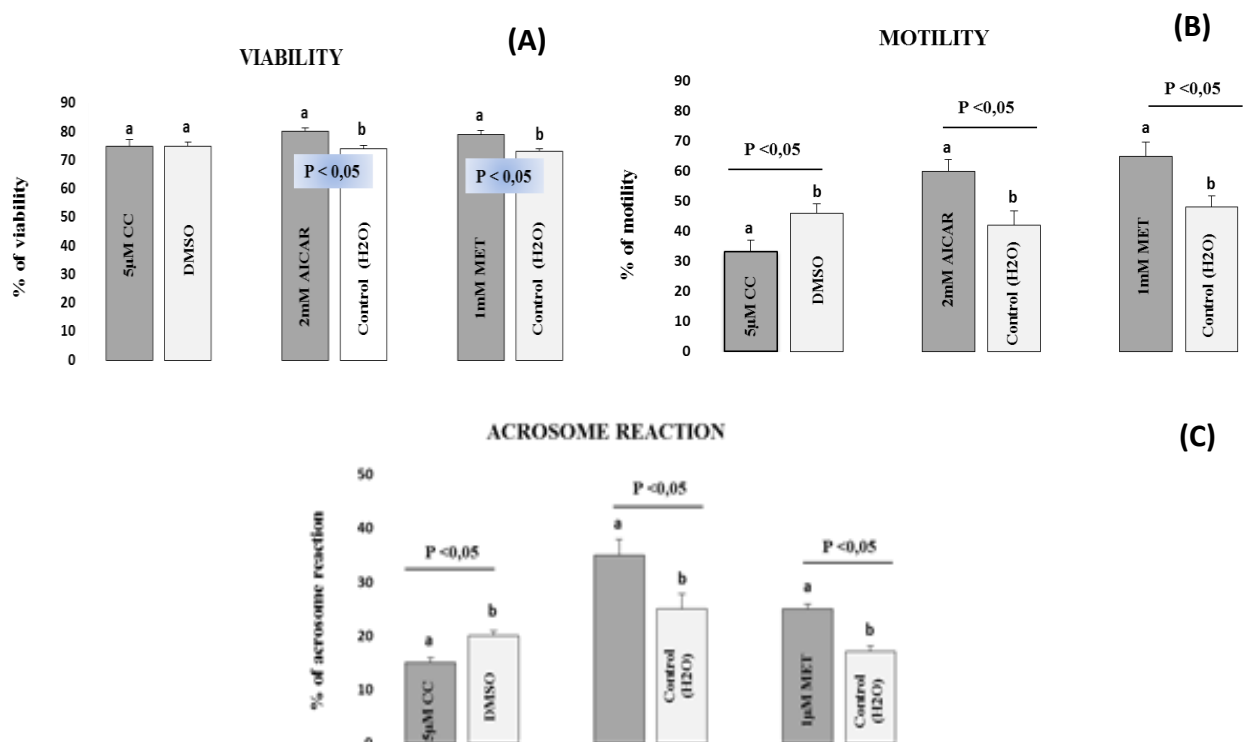 (A)
VIABILITY
90
80
70
60
50
40
30
20
10
0
% of viability
a
a
a
b
a
b
P < 0,05
P < 0,05
5μM CC
DMSO
2mM AICAR
Control (H2O)
1mM MET
Control (H2O)
(B)
MOTILITY
90
80
70
60
50
40
30
20
10
0
% of motility
P <0,05
P <0,05
P <0,05
a
b
a
b
a
b
5μM CC
DMSO
2mM AICAR
Control (H2O)
1mM MET
Control (H2O)
(C)
ACROSOME REACTION
50
40
30
20
10
0
% of acrosome reaction
P <0,05
P <0,05
P <0,05
a
b
a
b
a
b
5μM CC
DMSO
Control
(H2O)
1μM MET
Control
(H2O)